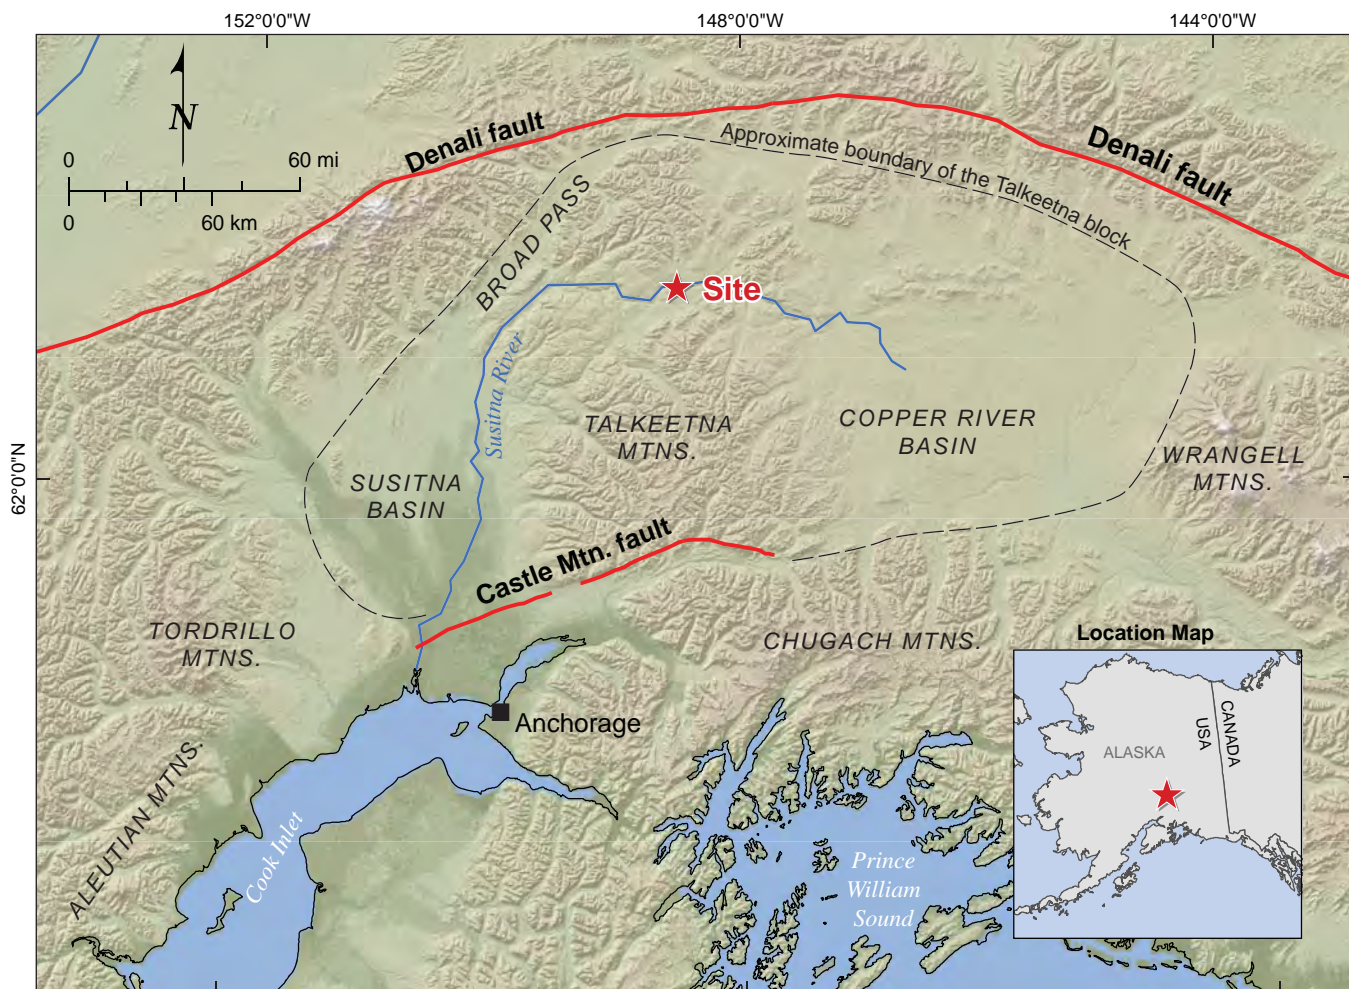 152°0'0"W
148°0'0"W
144°0'0"W
N
0
60 mi
0
60 km
Denali fault
Approximate boundary of the Talkeetna block
Denali fault
BROAD PASS
Site
Susitna River
TALKEETNA
MTNS.
COPPER RIVER
BASIN
WRANGELL
MTNS.
62°0'0"N
SUSITNA
BASIN
Castle Mtn. fault
TORDRILLO
MTNS.
CHUGACH MTNS.
Location Map
Anchorage
CANADA
USA
ALASKA
ALEUTIAN MTNS.
Cook Inlet
Prince
William
Sound